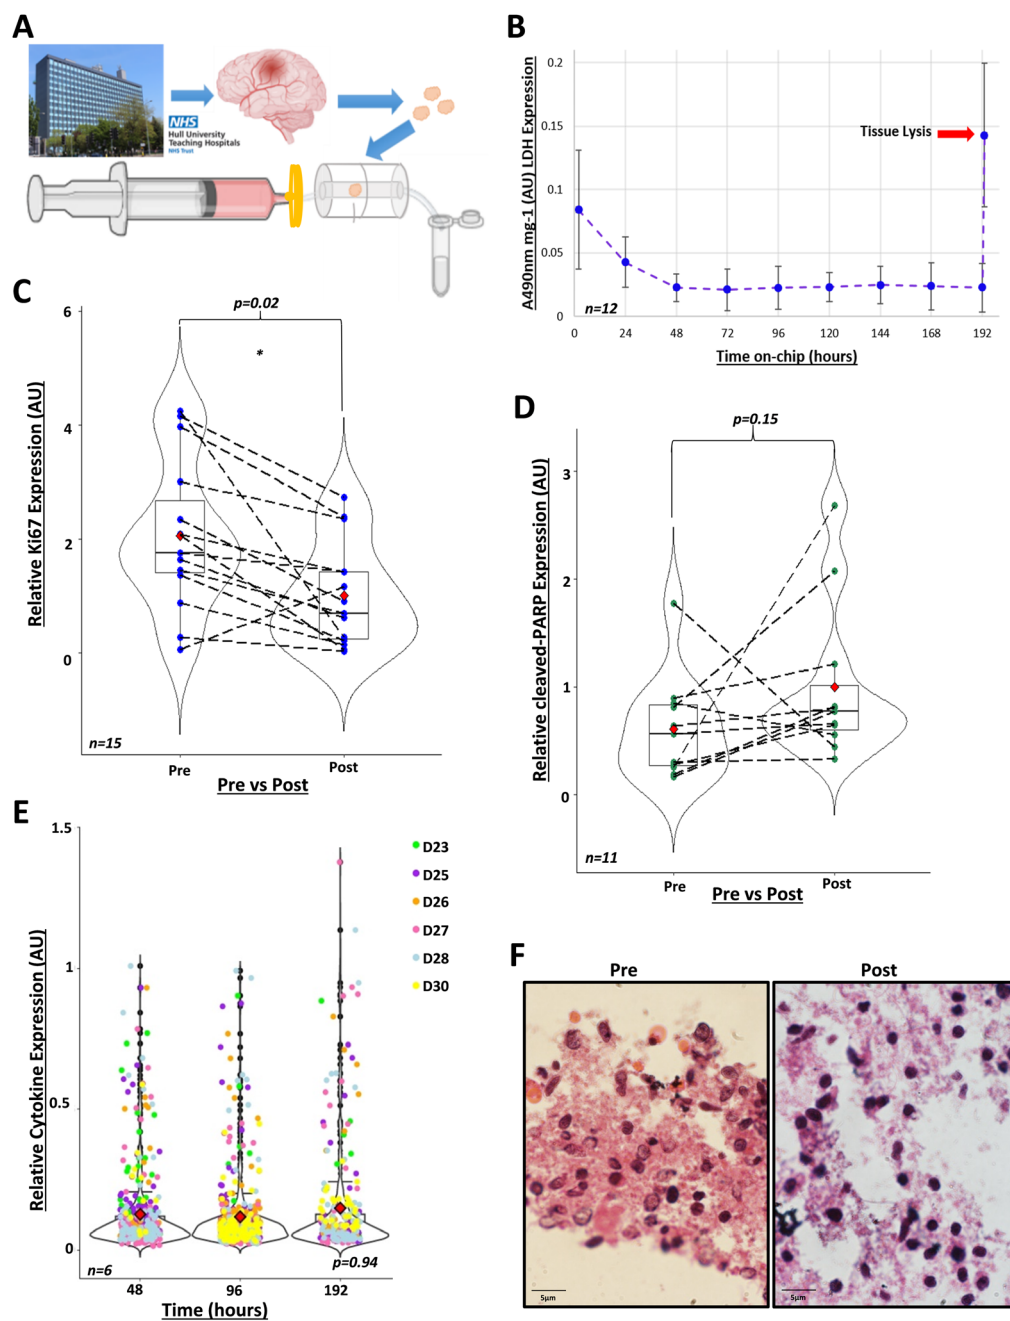 A
NHS
Hull University
Teaching Hospitals
NHS Trust
B
A490nm mg-1 (AU) LDH Expression
0.2
0.15
0.1
0.05
0
Tissue Lysis
n=12
0
24
48
72
96
120
144
168
192
Time on-chip (hours)
C
p=0.02
*
Relative Ki67 Expression (AU)
6
4
2
0
n=15
Pre
Post
Pre vs Post
D
p=0.15
Relative cleaved-PARP Expression (AU)
3
2
1
0
n=11
Pre
Post
Pre vs Post
E
Relative Cytokine Expression (AU)
1.5
1
0.5
0
D23
D25
D26
D27
D28
D30
n=6
p=0.94
48
96
192
Time (hours)
F
Pre
Post
5µm
5µm